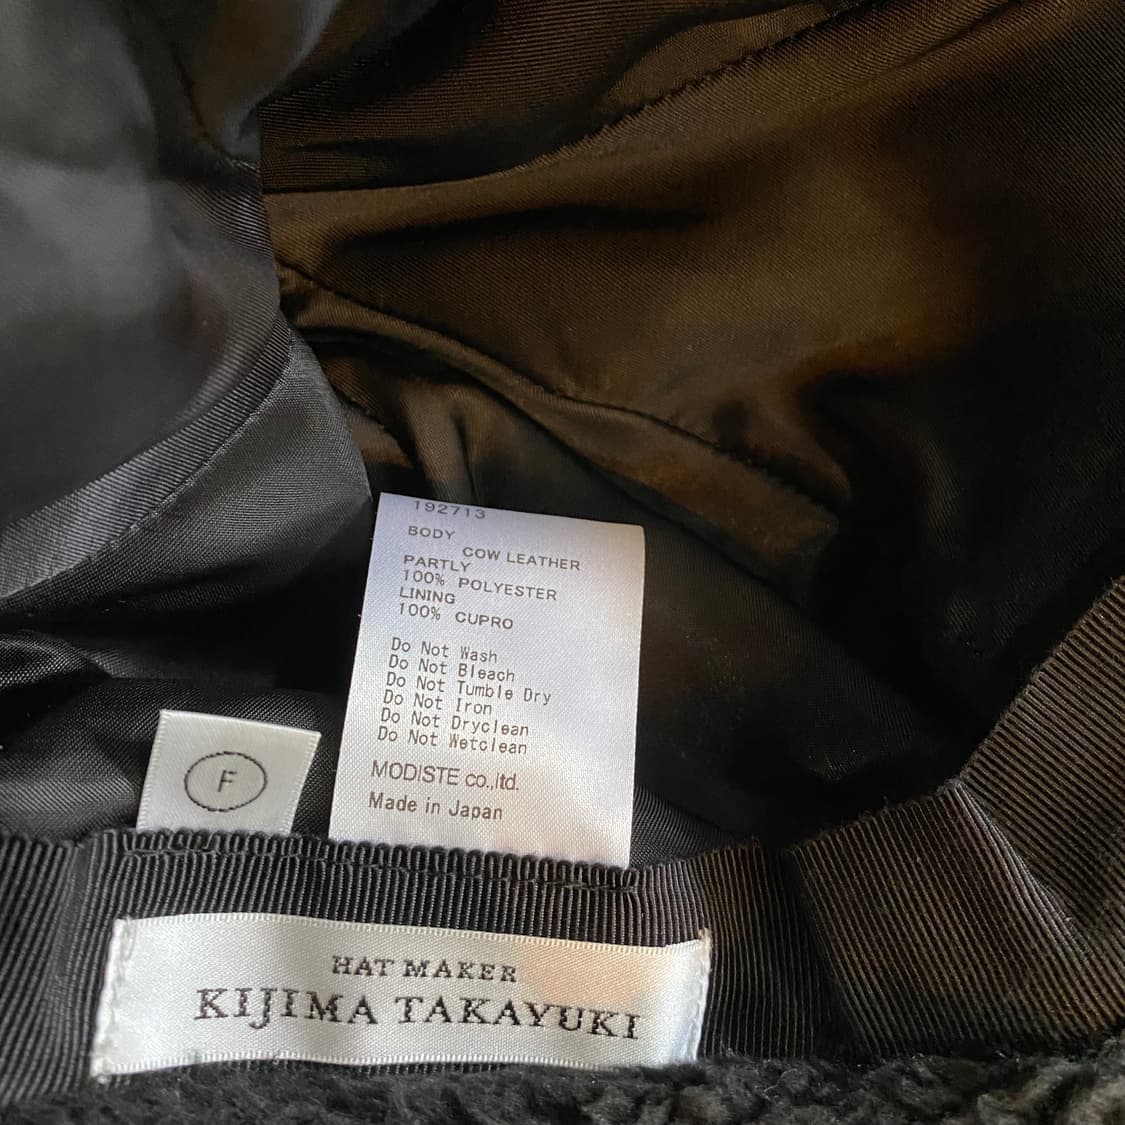 192713
BODY
COW LEATHER
PARTLY
100% POLYESTER
LINING
100% CUPRO
Do Not Wash
Do Not Bleach
Do Not Tumble Dry
Do Not Iron
Do Not Dryclean
Do Not Wetclean
MODISTE co.,ltd.
Made in Japan
F
HAT MAKER
KIJIMA TAKAYUKI